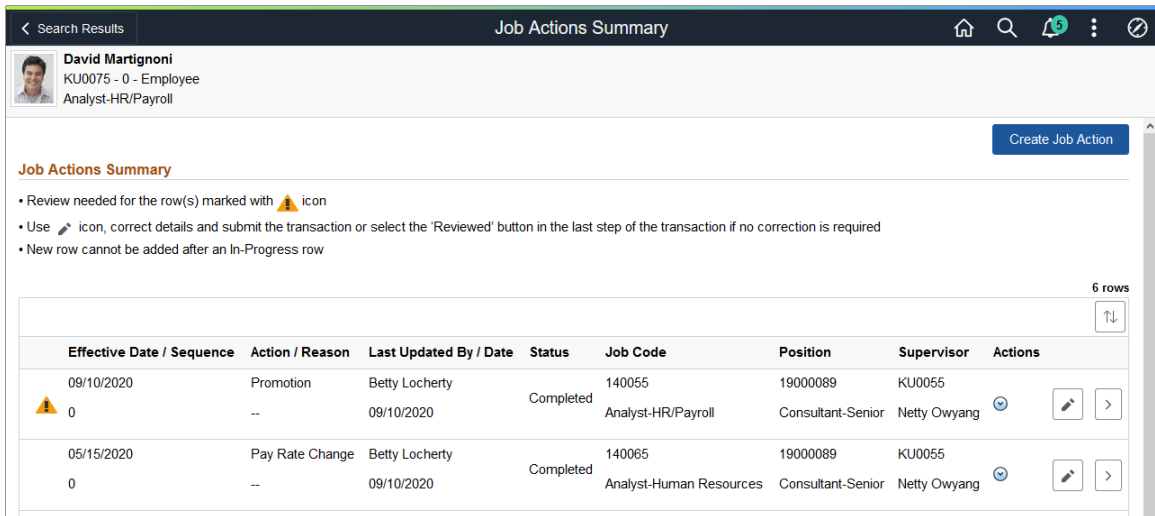 Search Results
Job Actions Summary
5
David Martignoni
KU0075 - 0 - Employee
Analyst-HR/Payroll
Create Job Action
Job Actions Summary
• Review needed for the row(s) marked with icon
• Use icon, correct details and submit the transaction or select the ‘Reviewed’ button in the last step of the transaction if no correction is required
• New row cannot be added after an In-Progress row
6 rows
Effective Date / Sequence Action / Reason Last Updated By / Date Status Job Code Position Supervisor Actions
09/10/2020 Promotion Betty Locherty 140055 19000089 KU0055
Completed
0 -- 09/10/2020 Analyst-HR/Payroll Consultant-Senior Netty Owyang
05/15/2020 Pay Rate Change Betty Locherty 140065 19000089 KU0055
Completed
0 -- 09/10/2020 Analyst-Human Resources Consultant-Senior Netty Owyang